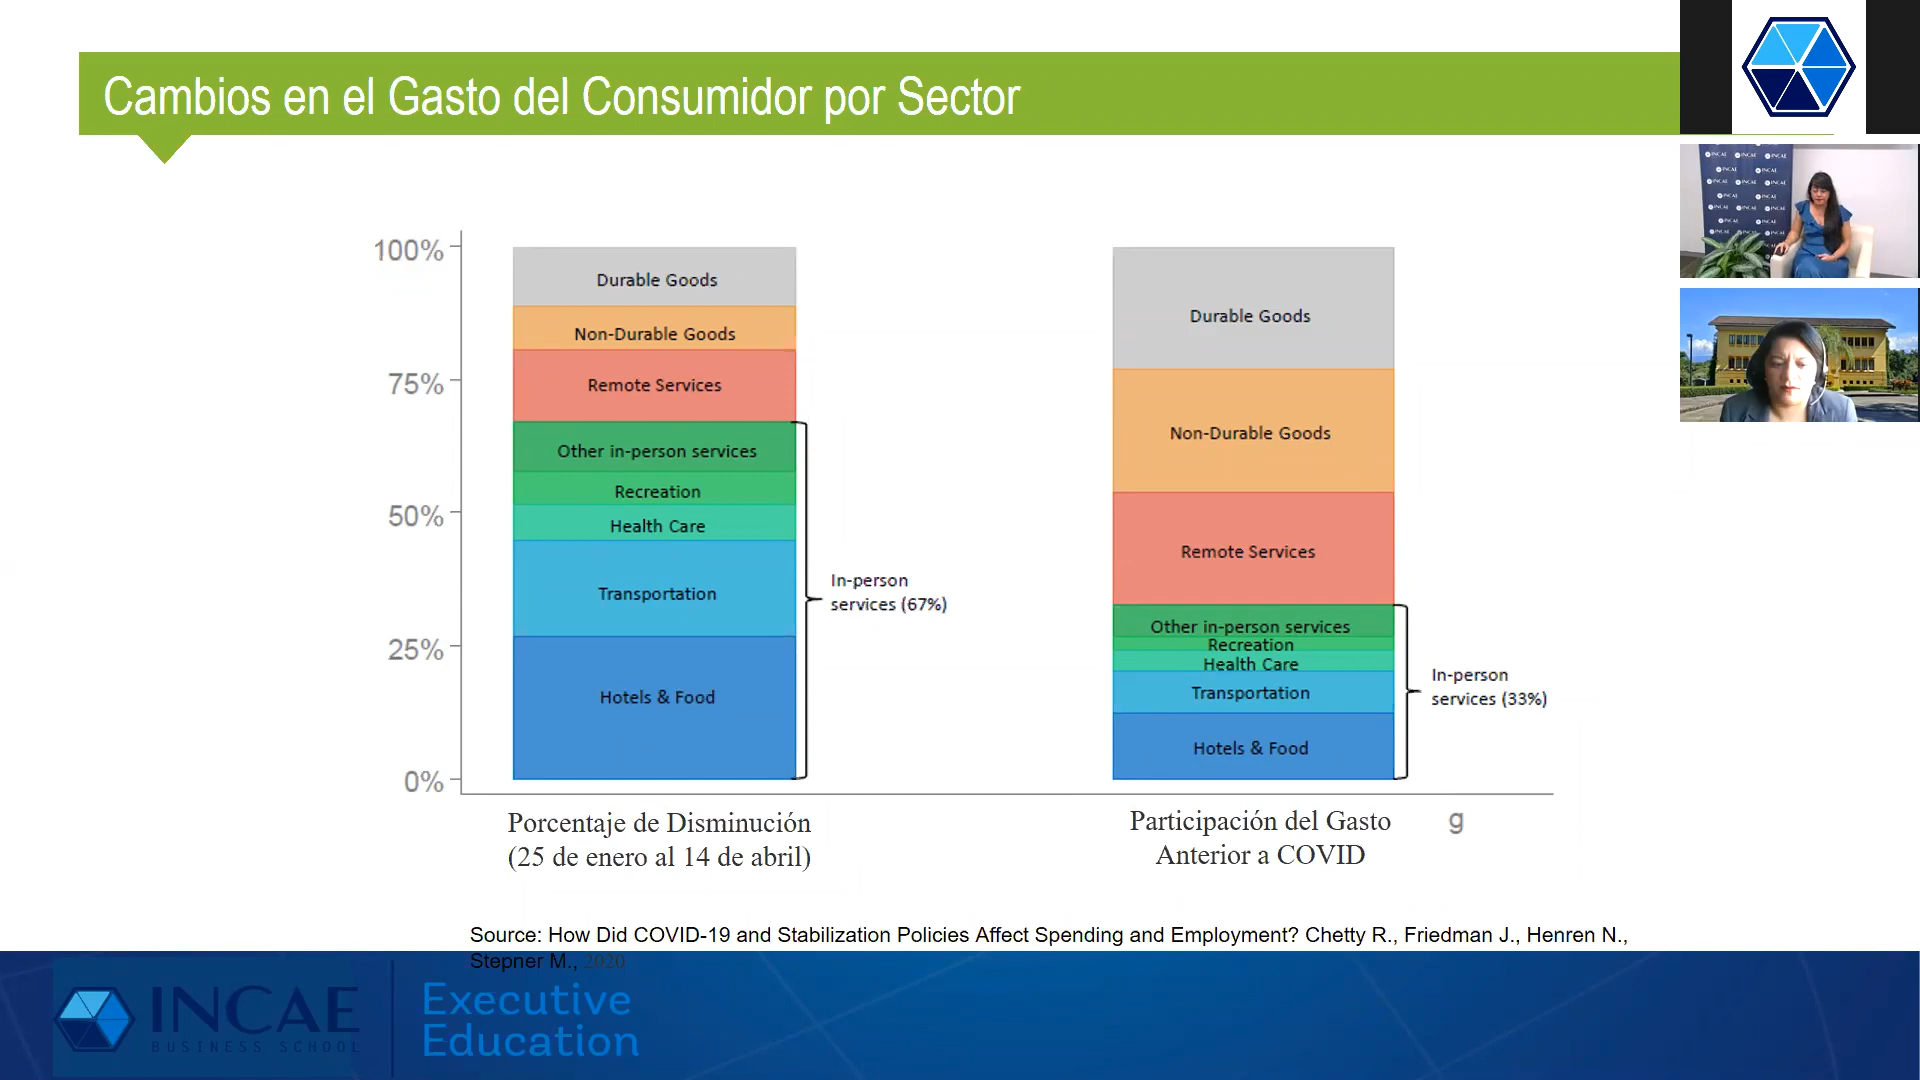 Cambios en el Gasto del Consumidor por Sector
100%
75%
50%
25%
0%
Durable Goods
Non-Durable Goods
Remote Services
Other in-person services
Recreation
Health Care
Transportation
Hotels & Food
In-person
services (67%)
Porcentaje de Disminución
(25 de enero al 14 de abril)
Durable Goods
Non-Durable Goods
Remote Services
Other in-person services
Recreation
Health Care
Transportation
Hotels & Food
In-person
services (33%)
Participación del Gasto
Anterior a COVID
g
Source: How Did COVID-19 and Stabilization Policies Affect Spending and Employment? Chetty R., Friedman J., Henren N.,
Stepner M., 2020
INCAE
BUSINESS SCHOOL
Executive
Education